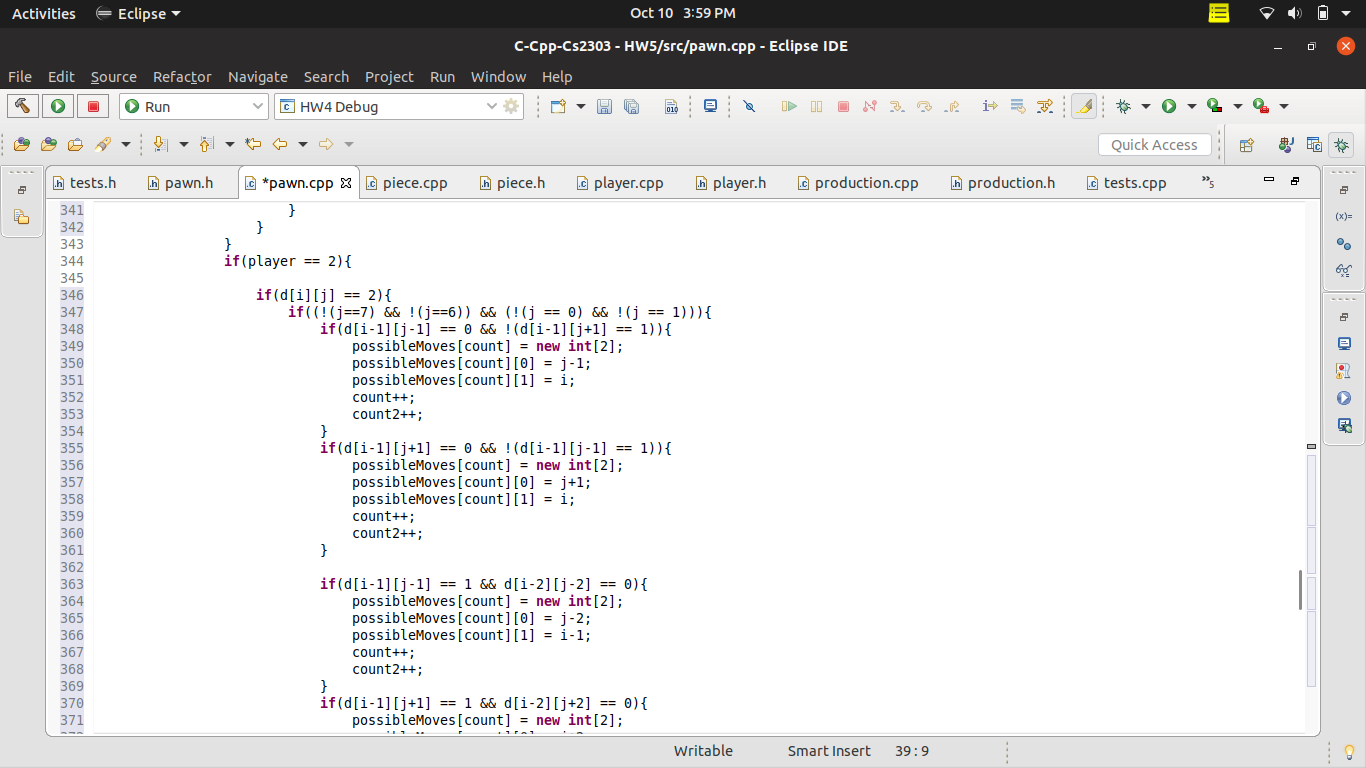 Activities Eclipse Oct 10 3:59 PM
C-Cpp-Cs2303 - HW5/src/pawn.cpp - Eclipse IDE
File Edit Source Refactor Navigate Search Project Run Window Help
Run HW4 Debug
Quick Access
tests.h pawn.h *pawn.cpp piece.cpp piece.h player.cpp player.h production.cpp production.h tests.cpp »5
341 }
342 }
343 }
344 if(player == 2){
345
346 if(d[i][j] == 2){
347 if((!(j==7) && !(j==6)) && (!(j == 0) && !(j == 1))){
348 if(d[i-1][j-1] == 0 && !(d[i-1][j+1] == 1)){
349 possibleMoves[count] = new int[2];
350 possibleMoves[count][0] = j-1;
351 possibleMoves[count][1] = i;
352 count++;
353 count2++;
354 }
355 if(d[i-1][j+1] == 0 && !(d[i-1][j-1] == 1)){
356 possibleMoves[count] = new int[2];
357 possibleMoves[count][0] = j+1;
358 possibleMoves[count][1] = i;
359 count++;
360 count2++;
361 }
362
363 if(d[i-1][j-1] == 1 && d[i-2][j-2] == 0){
364 possibleMoves[count] = new int[2];
365 possibleMoves[count][0] = j-2;
366 possibleMoves[count][1] = i-1;
367 count++;
368 count2++;
369 }
370 if(d[i-1][j+1] == 1 && d[i-2][j+2] == 0){
371 possibleMoves[count] = new int[2];
Writable Smart Insert 39 : 9